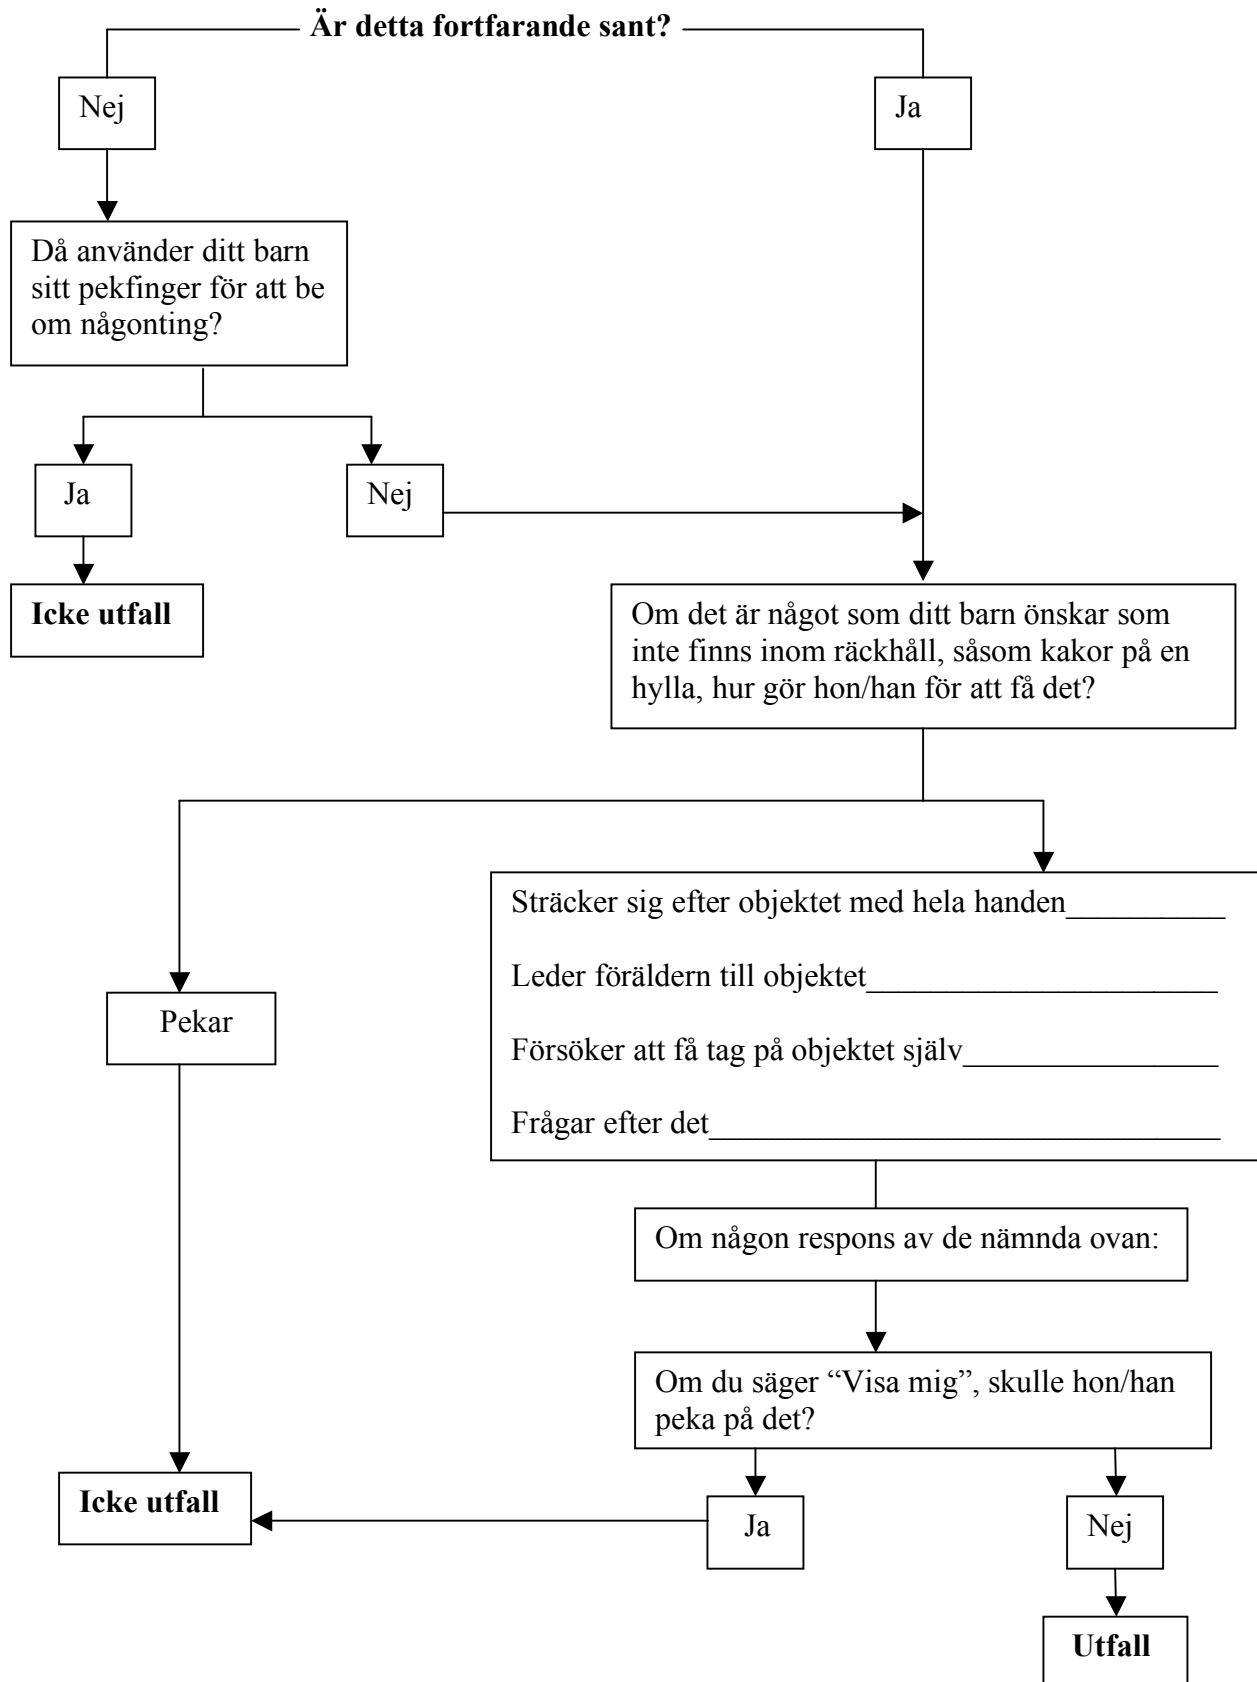 Är detta fortfarande sant?
Nej
Ja
Då använder ditt barn
sitt pekfinger för att be
om någonting?
Ja
Nej
Icke utfall
Om det är något som ditt barn önskar som
inte finns inom räckhåll, såsom kakor på en
hylla, hur gör hon/han för att få det?
Sträcker sig efter objektet med hela handen__________
Leder föräldern till objektet______________________
Försöker att få tag på objektet själv________________
Frågar efter det________________________________
Pekar
Om någon respons av de nämnda ovan:
Om du säger “Visa mig”, skulle hon/han
peka på det?
Icke utfall
Ja
Nej
Utfall